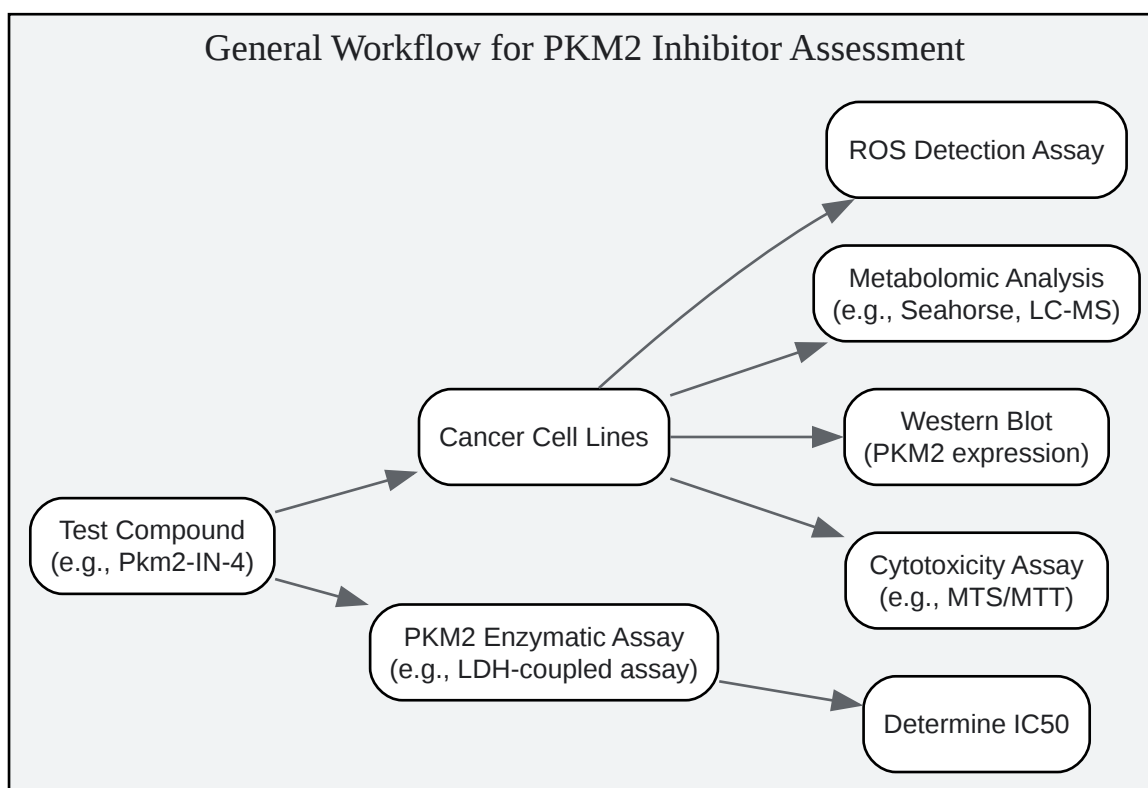 General Workflow for PKM2 Inhibitor Assessment
ROS Detection Assay
Metabolomic Analysis
(e.g., Seahorse, LC-MS)
Cancer Cell Lines
Western Blot
(PKM2 expression)
Test Compound
(e.g., Pkm2-IN-4)
Cytotoxicity Assay
(e.g., MTS/MTT)
PKM2 Enzymatic Assay
(e.g., LDH-coupled assay)
Determine IC50